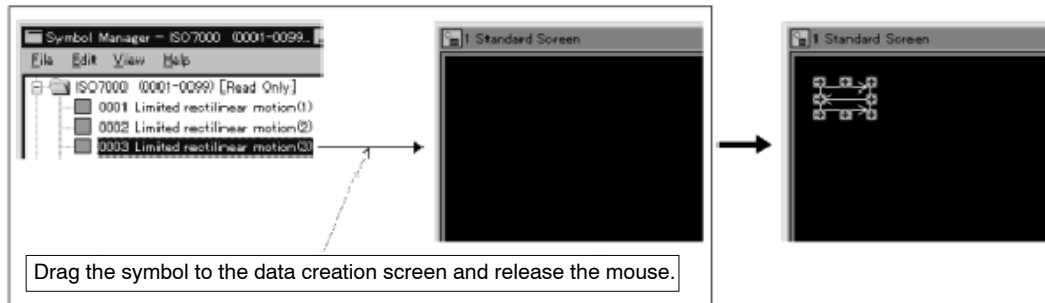 Symbol Manager - ISO7000 (0001-0099..
File Edit View Help
ISO7000 (0001-0099) [Read Only]
0001 Limited rectilinear motion(1)
0002 Limited rectilinear motion(2)
0003 Limited rectilinear motion(3)
1 Standard Screen
1 Standard Screen
Drag the symbol to the data creation screen and release the mouse.